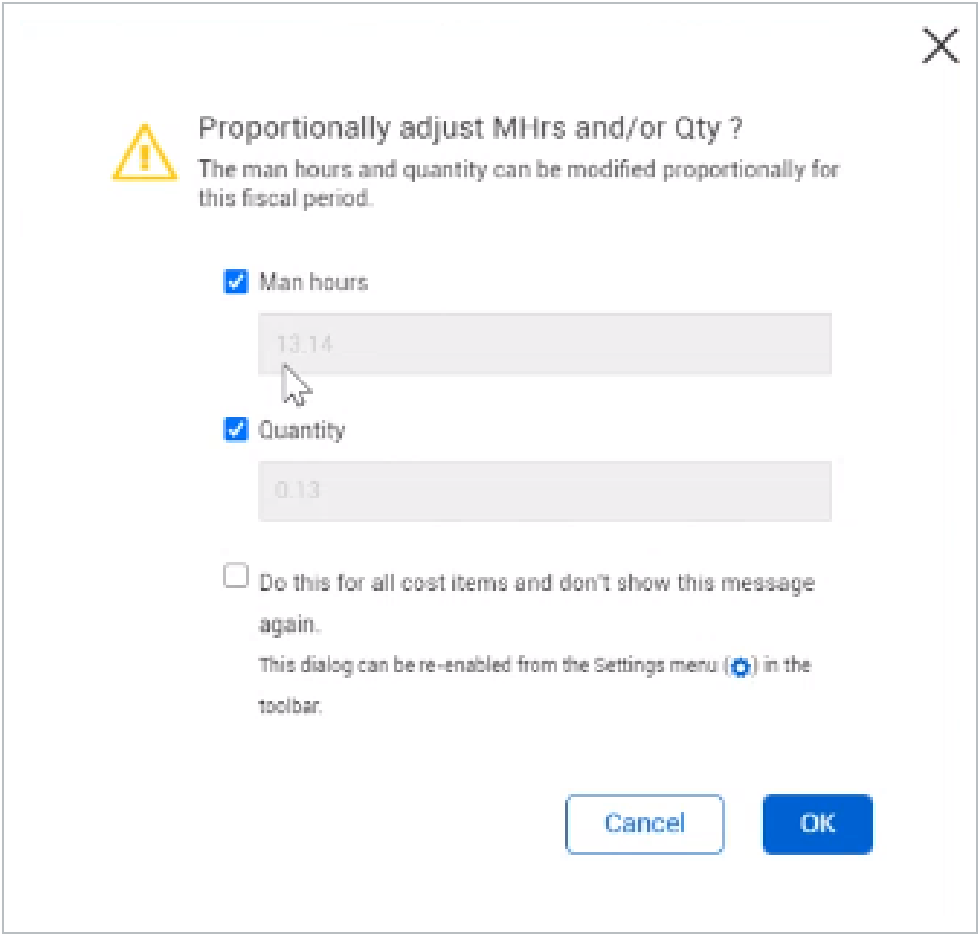 Proportionally adjust MHrs and/or Qty ?
The man hours and quantity can be modified proportionally for
this fiscal period.
Man hours
13.14
Quantity
0.13
Do this for all cost items and don't show this message
again.
This dialog can be re-enabled from the Settings menu () in the
toolbar.
Cancel
OK